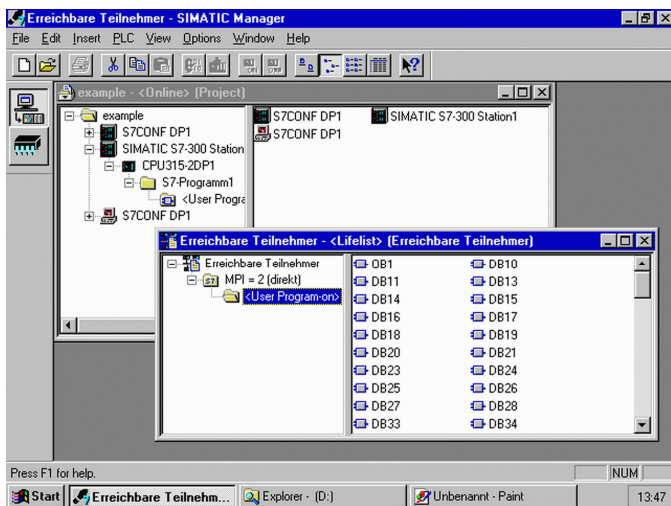 Erreichbare Teilnehmer - SIMATIC Manager
File Edit Insert PLC View Options Window Help
example - <Online> (Project)
example
S7CONF DP1
SIMATIC S7-300 Station
CPU315-2DP1
S7-Programm1
<User Progra
S7CONF DP1
S7CONF DP1 SIMATIC S7-300 Station1
S7CONF DP1
Erreichbare Teilnehmer - <Lifelist> (Erreichbare Teilnehmer)
Erreichbare Teilnehmer
MPI = 2 (direkt)
<User Program-on>
OB1 DB10
DB11 DB13
DB14 DB15
DB16 DB17
DB18 DB19
DB20 DB21
DB23 DB24
DB25 DB26
DB27 DB28
DB33 DB34
Press F1 for help. NUM
Start Erreichbare Teilnehm... Explorer - (D:) Unbenannt - Paint 13:47